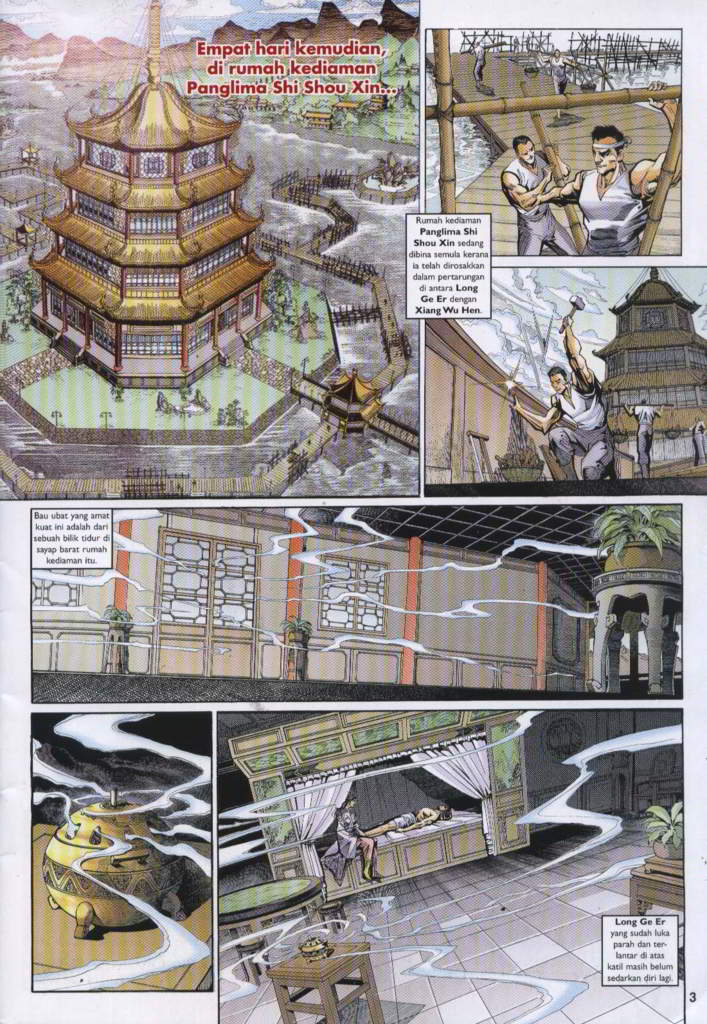 Empat hari kemudian,
di rumah kediaman
Panglima Shi Shou Xin...
Rumah kediaman
Panglima Shi
Shou Xin sedang
dibina semula kerana
ia telah dirosakkan
dalam pertarungan
di antara Long
Ge Er dengan
Xiang Wu Hen.
Bau ubat yang amat
kuat ini adalah dari
sebuah bilik tidur di
sayap barat rumah
kediaman itu.
Long Ge Er
yang sudah luka
parah dan ter-
lantar di atas
katil masih belum
sedarkan diri lagi.
3